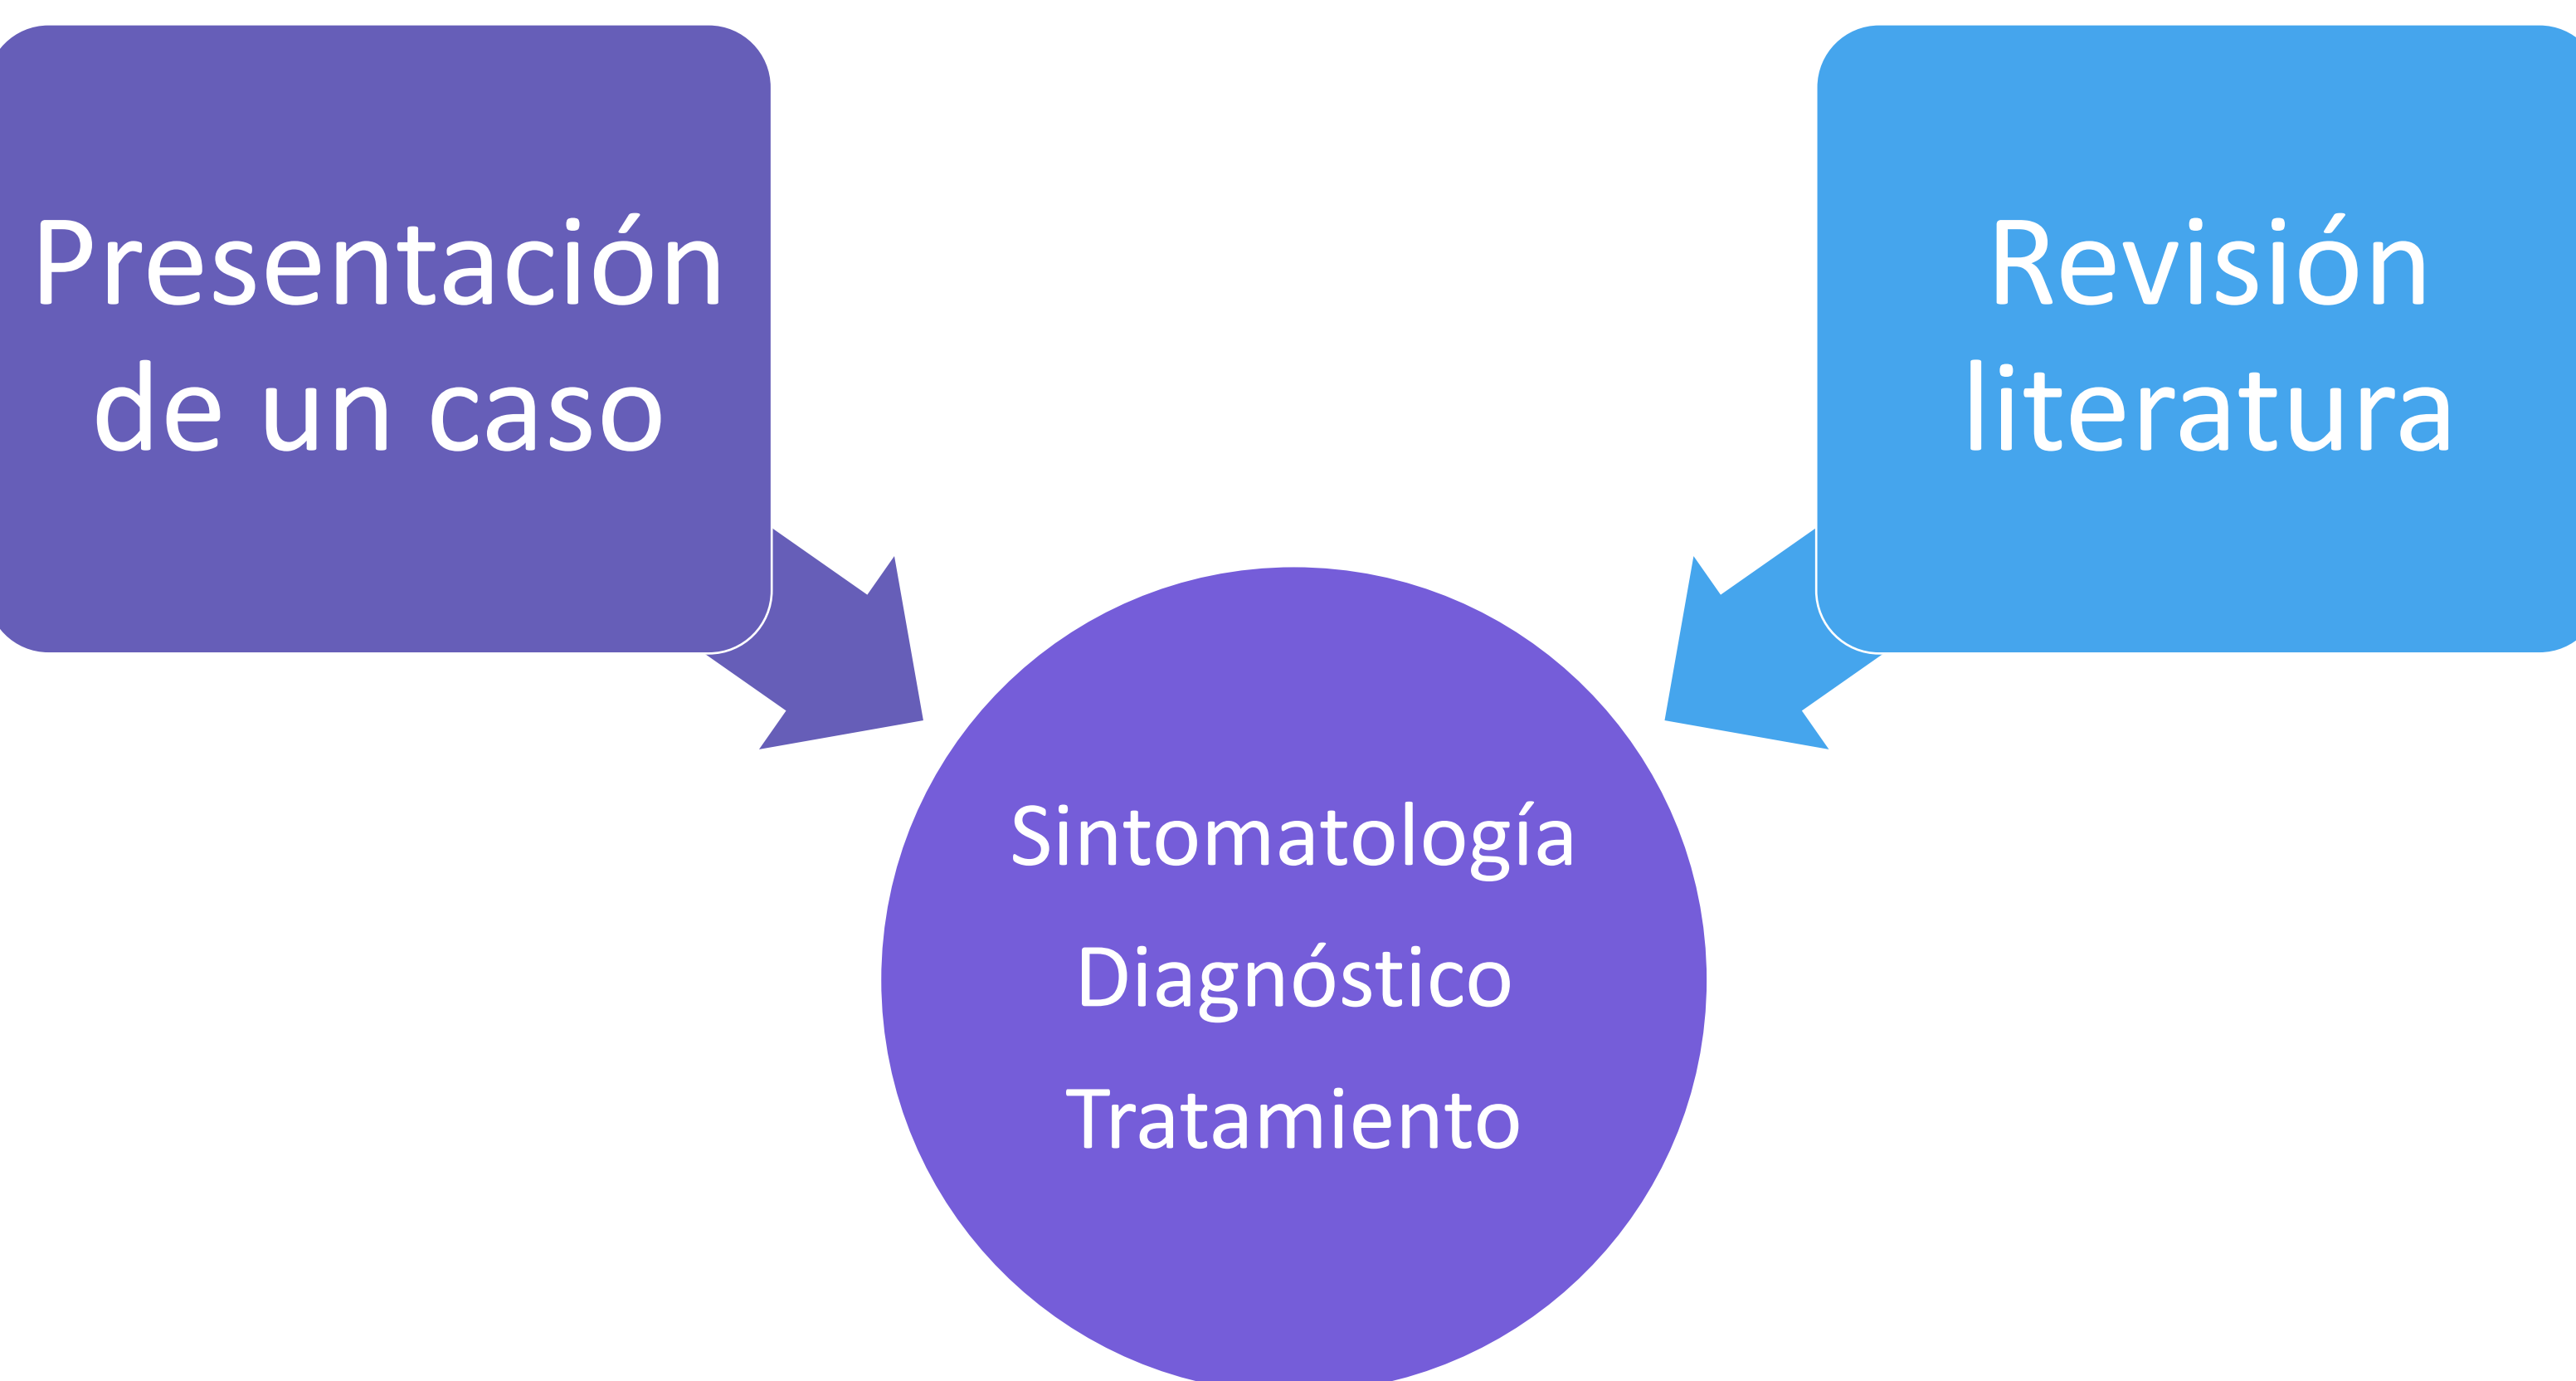 Presentación
de un caso
Revisión
literatura
Sintomatología
Diagnóstico
Tratamiento